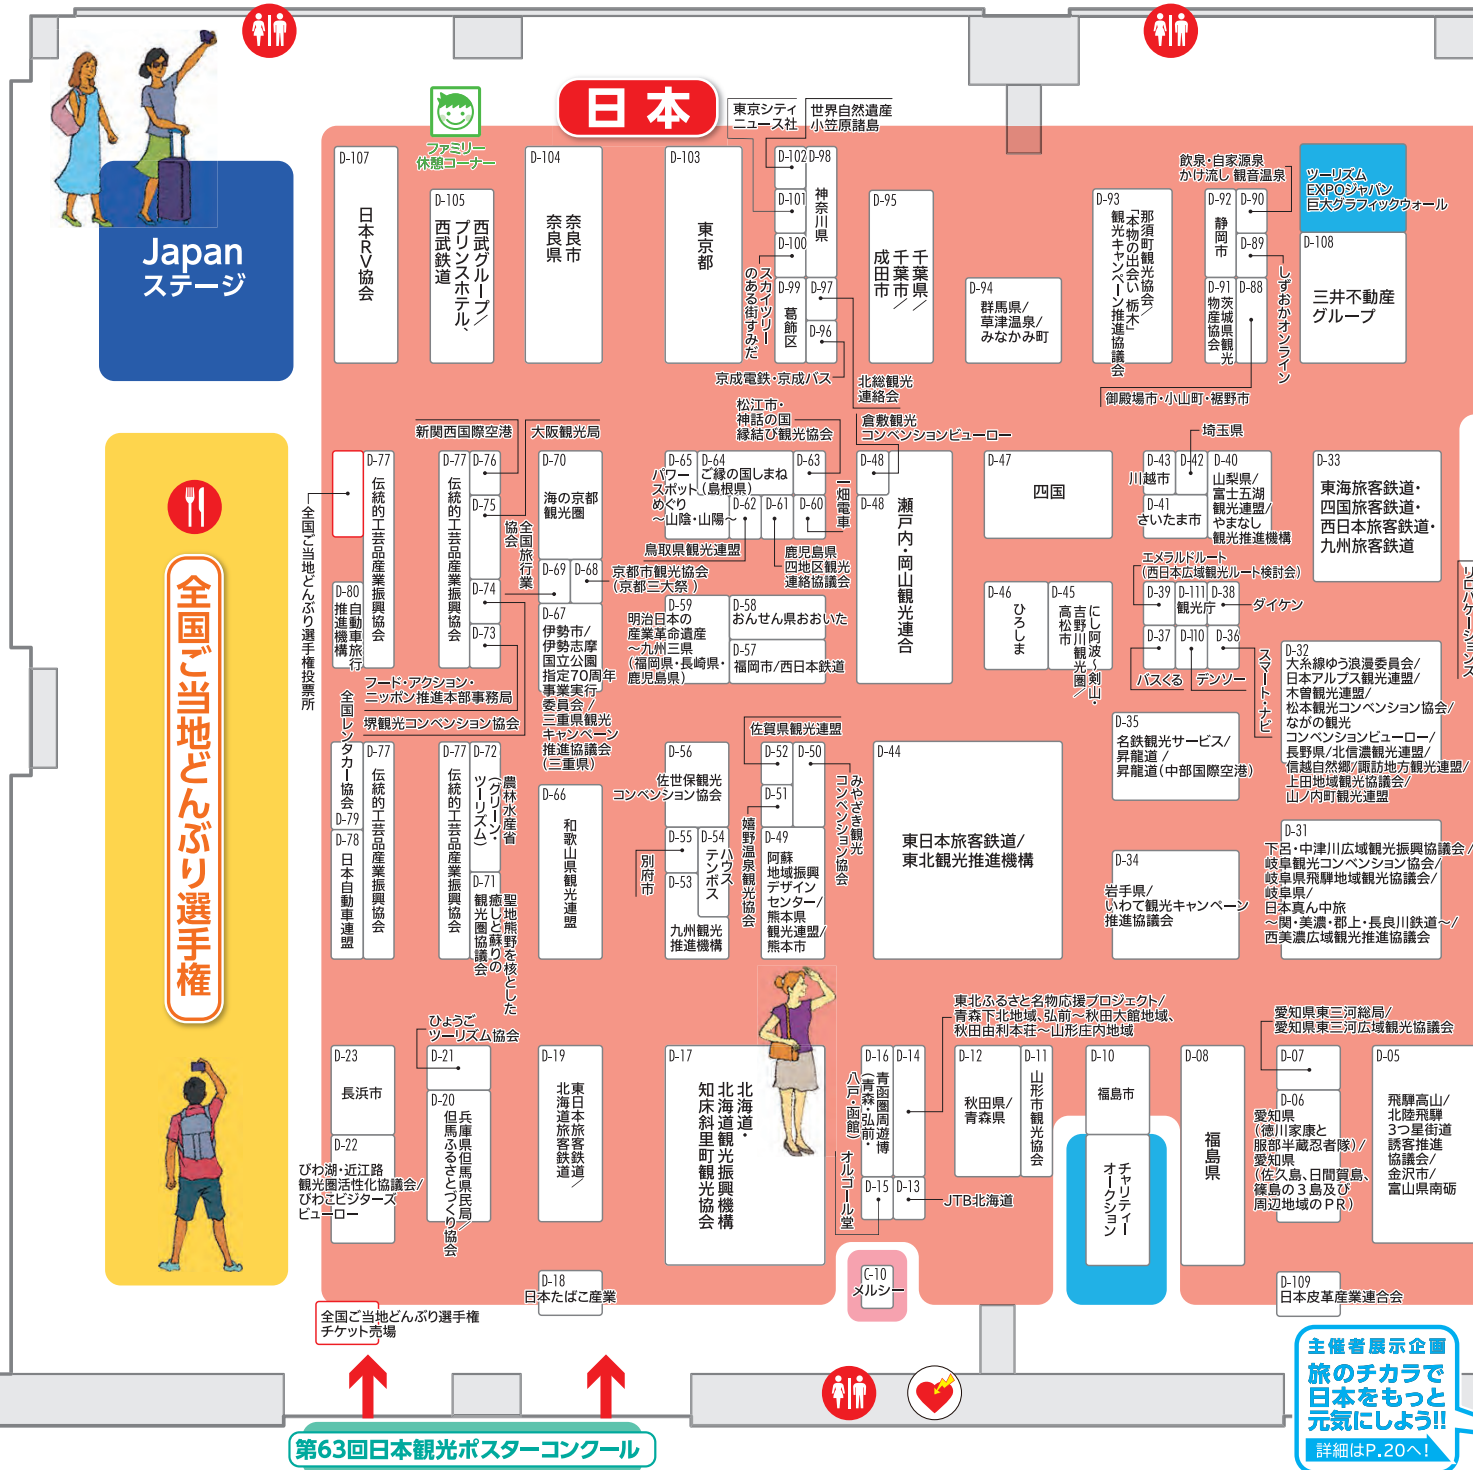 日本
東京シティ
ニュース社
世界自然遺産
小笠原諸島
ファミリー
休憩コーナー
Japan
ステージ
D-107
日本RV協会
D-105
西武グループ/
プリンスホテル、
西武鉄道
D-104
奈良市
奈良県
D-103
東京都
D-102
D-98
神奈川県
D-101
D-100
スカイツリー
のある街すみだ
D-99
葛飾区
D-97
D-96
京成電鉄・京成バス
北総観光
連絡会
D-95
千葉県/
千葉市/
成田市
D-94
群馬県/
草津温泉/
みなかみ町
D-93
那須町観光協会/
「本物の出会い 栃木」
観光キャンペーン推進協議会
飲泉・自家源泉
かけ流し 観音温泉
D-92
静岡市
D-90
D-89
しずおかオンライン
D-91
茨城県観光
物産協会
D-88
御殿場市・小山町・裾野市
ツーリズム
EXPOジャパン
巨大グラフィックウォール
D-108
三井不動産
グループ
全国ご当地どんぶり選手権
全国ご当地どんぶり選手権投票所
D-77
伝統的工芸品産業振興協会
D-80
自動車旅行
推進機構
新関西国際空港
大阪観光局
D-77
伝統的工芸品産業振興協会
D-76
D-75
D-74
D-73
フード・アクション・
ニッポン推進本部事務局
堺観光コンベンション協会
D-70
海の京都
観光圏
全国旅行業
協会
D-69
D-68
京都市観光協会
(京都三大祭)
D-67
伊勢市/
伊勢志摩
国立公園
指定70周年
事業実行
委員会/
三重県観光
キャンペーン
推進協議会
(三重県)
松江市・
神話の国
縁結び観光協会
D-65
パワー
スポット
めぐり
～山陰・山陽～
D-64
ご縁の国しまね
(島根県)
D-63
D-62
D-61
D-60
一畑電車
鳥取県観光連盟
鹿児島県
四地区観光
連絡協議会
D-59
明治日本の
産業革命遺産
～九州三県
(福岡県・長崎県・
鹿児島県)
D-58
おんせん県おおいた
D-57
福岡市/西日本鉄道
倉敷観光
コンベンションビューロー
D-48
D-48
瀬戸内・岡山観光連合
D-47
四国
D-46
ひろしま
D-45
にし阿波～剣山・
吉野川観光圏/
高松市
埼玉県
D-43
川越市
D-42
D-41
さいたま市
D-40
山梨県/
富士五湖
観光連盟/
やまなし
観光推進機構
エメラルドルート
(西日本広域観光ルート検討会)
D-39
D-111
観光庁
D-38
ダイケン
D-37
D-110
D-36
バスくる
デンソー
スマート・ナビ
D-33
東海旅客鉄道・
四国旅客鉄道・
西日本旅客鉄道・
九州旅客鉄道
D-32
大糸線ゆう浪漫委員会/
日本アルプス観光連盟/
木曽観光連盟/
松本観光コンベンション協会/
ながの観光
コンベンションビューロー/
長野県/北信濃観光連盟/
信越自然郷/諏訪地方観光連盟/
上田地域観光協議会/
山ノ内町観光連盟
D-35
名鉄観光サービス/
昇龍道/
昇龍道(中部国際空港)
全国レンタカー協会
D-79
D-77
伝統的工芸品産業振興協会
D-78
日本自動車連盟
D-77
伝統的工芸品産業振興協会
D-72
農林水産省
(グリーン・
ツーリズム)
D-71
聖地熊野を核とした
癒しと蘇りの
観光圏協議会
D-66
和歌山県観光連盟
D-56
佐世保観光
コンベンション協会
D-55
別府市
D-54
ハウス
テンボス
D-53
九州観光
推進機構
佐賀県観光連盟
D-52
D-50
みやざき観光
コンベンション協会
D-51
嬉野温泉観光協会
D-49
阿蘇
地域振興
デザイン
センター/
熊本県
観光連盟/
熊本市
D-44
東日本旅客鉄道/
東北観光推進機構
D-34
岩手県/
いわて観光キャンペーン
推進協議会
D-31
下呂・中津川広域観光振興協議会/
岐阜観光コンベンション協会/
岐阜県飛騨地域観光協議会/
岐阜県/
日本真ん中旅
～関・美濃・郡上・長良川鉄道～/
西美濃広域観光推進協議会
D-23
長浜市
D-22
びわ湖・近江路
観光圏活性化協議会/
びわこビジターズ
ビューロー
ひょうご
ツーリズム協会
D-21
D-20
兵庫県但馬県民局/
但馬ふるさとづくり協会
D-19
東日本旅客鉄道/
北海道旅客鉄道
D-18
日本たばこ産業
D-17
北海道・
北海道観光振興機構
知床斜里町観光協会
東北ふるさと名物応援プロジェクト/
青森下北地域、弘前～秋田大館地域、
秋田由利本荘～山形庄内地域
D-16
青函圏周遊博
(青森・弘前・
八戸・函館)
D-14
D-15
オルゴール堂
D-13
JTB北海道
D-12
秋田県/
青森県
D-11
山形市観光協会
D-10
福島市
チャリティー
オークション
D-08
福島県
愛知県東三河総局/
愛知県東三河広域観光協議会
D-07
D-06
愛知県
(徳川家康と
服部半蔵忍者隊)/
愛知県
(佐久島、日間賀島、
篠島の3島及び
周辺地域のPR)
D-05
飛騨高山/
北陸飛騨
3つ星街道
誘客推進
協議会/
金沢市/
富山県南砺
D-109
日本皮革産業連合会
C-10
メルシー
全国ご当地どんぶり選手権
チケット売場
第63回日本観光ポスターコンクール
主催者展示企画
旅のチカラで
日本をもっと
元気にしよう!!
詳細はP.20へ!